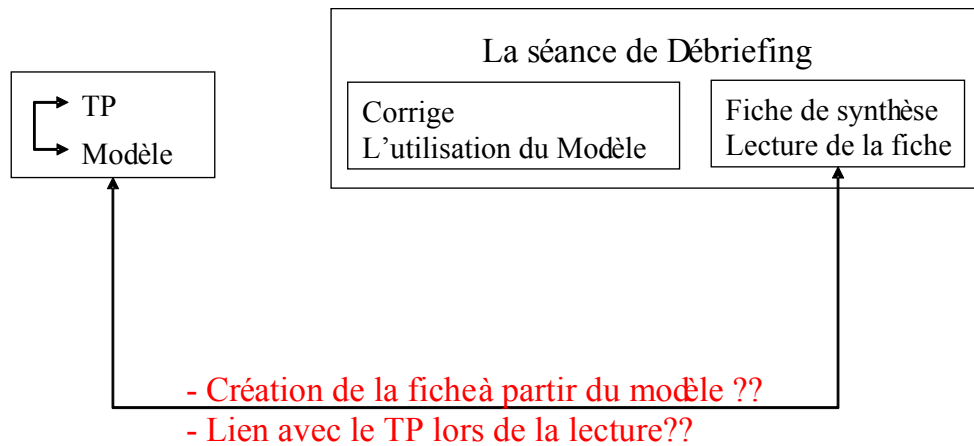 La séance de Débriefing
TP
Modèle
Corrige
L'utilisation du Modèle
Fiche de synthèse
Lecture de la fiche
- Création de la ficheà partir du modèle ??
- Lien avec le TP lors de la lecture??